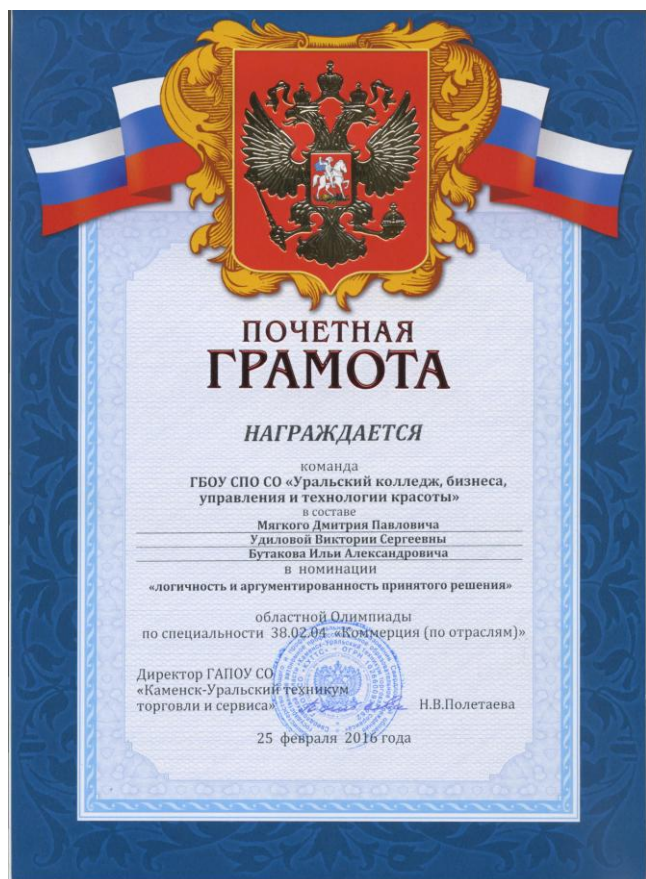 ПОЧЕТНАЯ
ГРАМОТА
НАГРАЖДАЕТСЯ
команда
ГБОУ СПО СО «Уральский колледж, бизнеса,
управления и технологии красоты»
в составе
Мягкого Дмитрия Павловича
Удиловой Виктории Сергеевны
Бутакова Ильи Александровича
в номинации
«логичность и аргументированность принятого решения»
областной Олимпиады
по специальности 38.02.04 «Коммерция (по отраслям)»
Директор ГАПОУ СО
«Каменск-Уральский техникум
торговли и сервиса» Н.В.Полетаева
25 февраля 2016 года